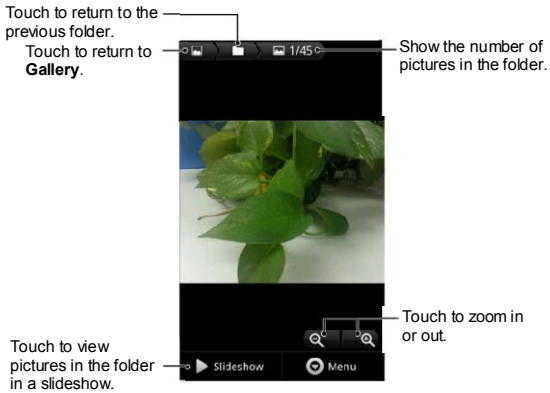 Touch to return to the
previous folder.
Touch to return to
Gallery.
1/45
Show the number of
pictures in the folder.
Touch to zoom in
or out.
Touch to view
pictures in the folder
in a slideshow.
Slideshow
Menu